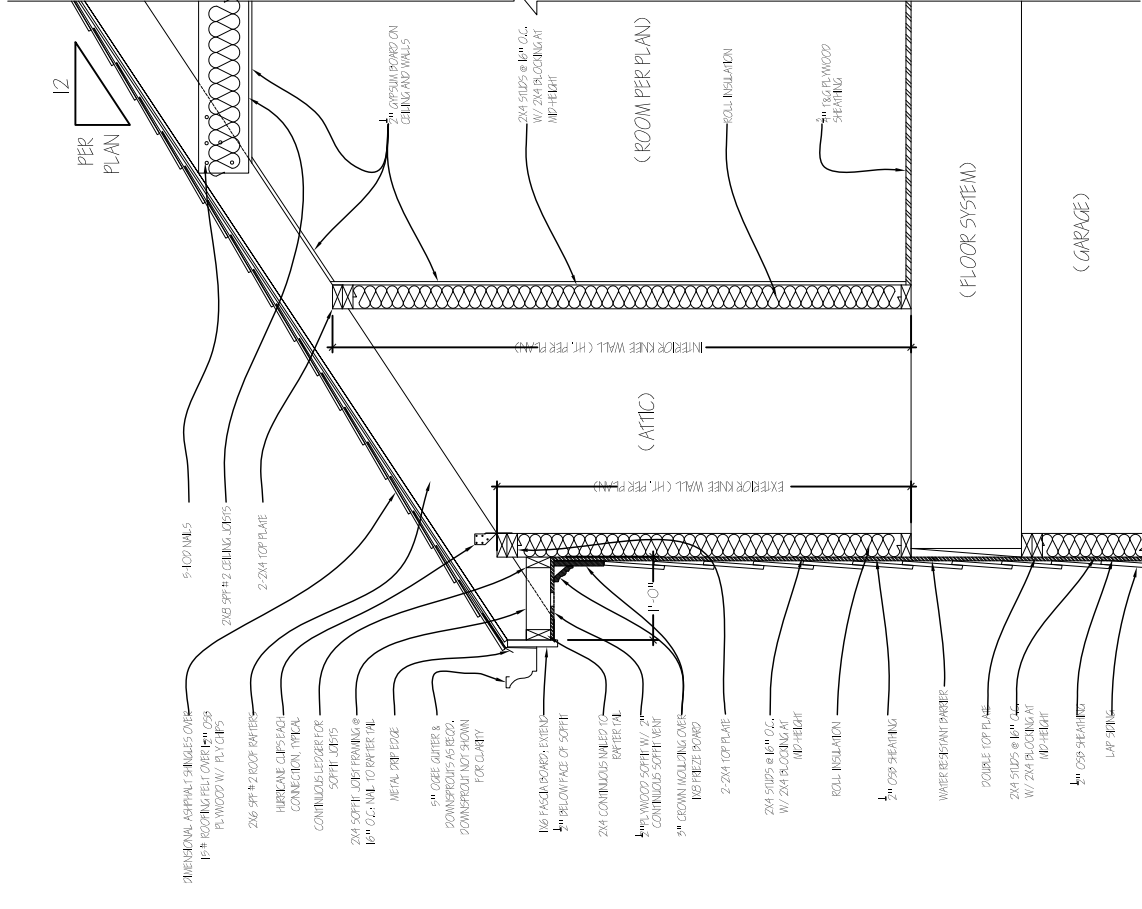 12
PER
PLAN
5-10D NAILS
2X8 SPF #2 CEILING JOISTS
2-2X4 TOP PLATE
1/2" GYPSUM BOARD ON
CEILING AND WALLS
2X4 STUDS @ 16" O.C.
W/ 2X4 BLOCKING AT
MID-HEIGHT
(ROOM PER PLAN)
ROLL INSULATION
T&G PLYWOOD
SHEATHING
(FLOOR SYSTEM)
(GARAGE)
INTERIOR KNEE WALL (HT. PER PLAN)
(ATTIC)
EXTERIOR KNEE WALL (HT. PER PLAN)
1'-0"
DIMENSIONAL ASPHALT SHINGLES OVER
15# ROOFING FELT OVER 1/2" OSB
PLYWOOD W/ PLY CLIPS
2X6 SPF #2 ROOF RAFTERS
HURRICANE CLIPS EACH
CONNECTION, TYPICAL
CONTINUOUS LEDGER FOR
SOFFIT JOISTS
2X4 SOFFIT JOIST FRAMING @
16" O.C. NAIL TO RAFTER TAIL
METAL DRIP EDGE
5" OGEE GUTTER &
DOWNSPROUTS AS REQD.
DOWNSPROUT NOT SHOWN
FOR CLARITY
1X6 FASCIA BOARD: EXTEND
1/2" BELOW FACE OF SOFFIT
2X4 CONTINUOUS NAILED TO
RAFTER TAIL
1/2" PLYWOOD SOFFIT W/ 2"
CONTINUOUS SOFFIT VENT
3" CROWN MOULDING OVER
1X8 FREEZE BOARD
2-2X4 TOP PLATE
2X4 STUDS @ 16" O.C.
W/ 2X4 BLOCKING AT
MID-HEIGHT
ROLL INSULATION
1/2" OSB SHEATHING
WATER RESISTANT BARRIER
DOUBLE TOP PLATE
2X4 STUDS @ 16" O.C.
W/ 2X4 BLOCKING AT
MID-HEIGHT
1/2" OSB SHEATHING
LAP SIDING